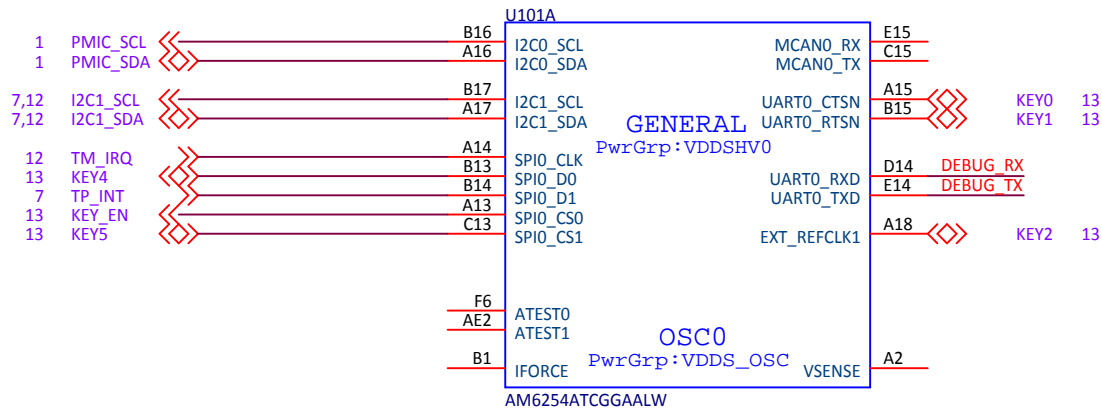 U101A
1 PMIC_SCL B16 I2C0_SCL MCAN0_RX E15
1 PMIC_SDA A16 I2C0_SDA MCAN0_TX C15
7,12 I2C1_SCL B17 I2C1_SCL UART0_CTSN A15 KEY0 13
7,12 I2C1_SDA A17 I2C1_SDA UART0_RTSN B15 KEY1 13
GENERAL
PwrGrp:VDDSHV0
12 TM_IRQ A14 SPI0_CLK
13 KEY4 B13 SPI0_D0 UART0_RXD D14 DEBUG_RX
7 TP_INT B14 SPI0_D1 UART0_TXD E14 DEBUG_TX
13 KEY_EN A13 SPI0_CS0
13 KEY5 C13 SPI0_CS1 EXT_REFCLK1 A18 KEY2 13
F6 ATEST0
AE2 ATEST1
OSC0
PwrGrp:VDDS_OSC
B1 IFORCE VSENSE A2
AM6254ATCGGAALW